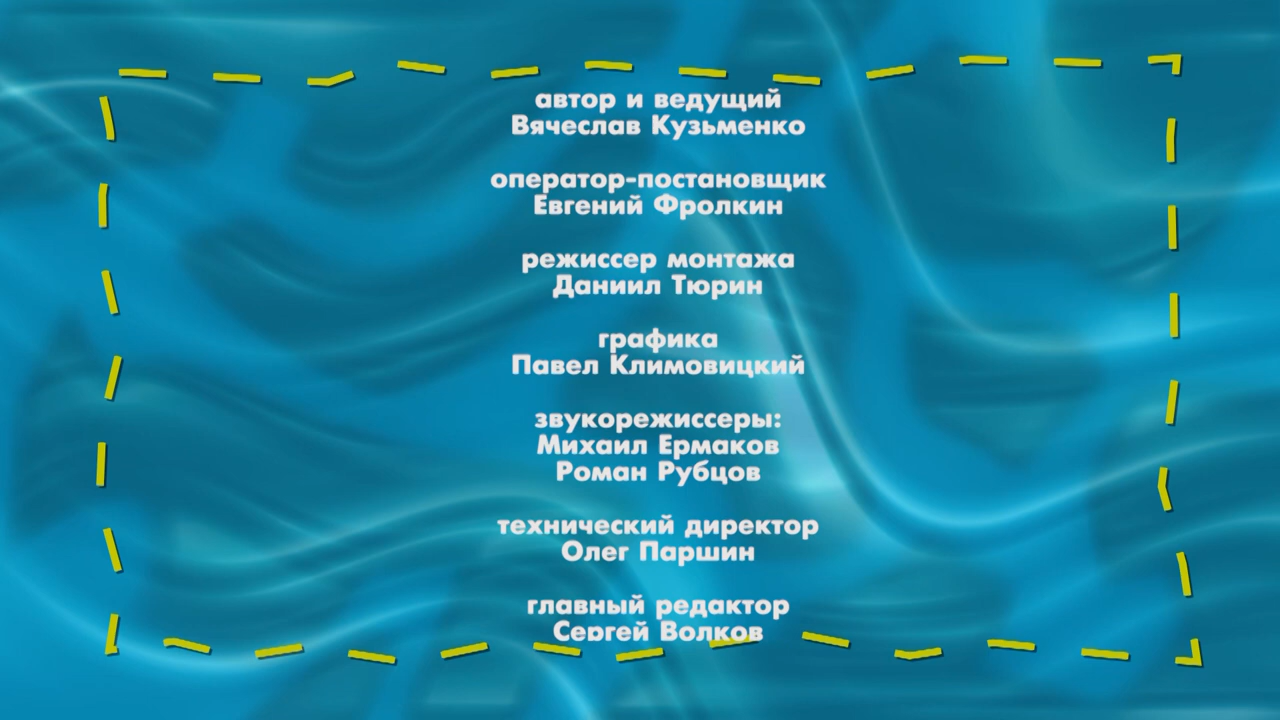 автор и ведущий
Вячеслав Кузьменко
оператор-постановщик
Евгений Фролкин
режиссер монтажа
Даниил Тюрин
графика
Павел Климовицкий
звукорежиссеры:
Михаил Ермаков
Роман Рубцов
технический директор
Олег Паршин
главный редактор
Сергей Волков